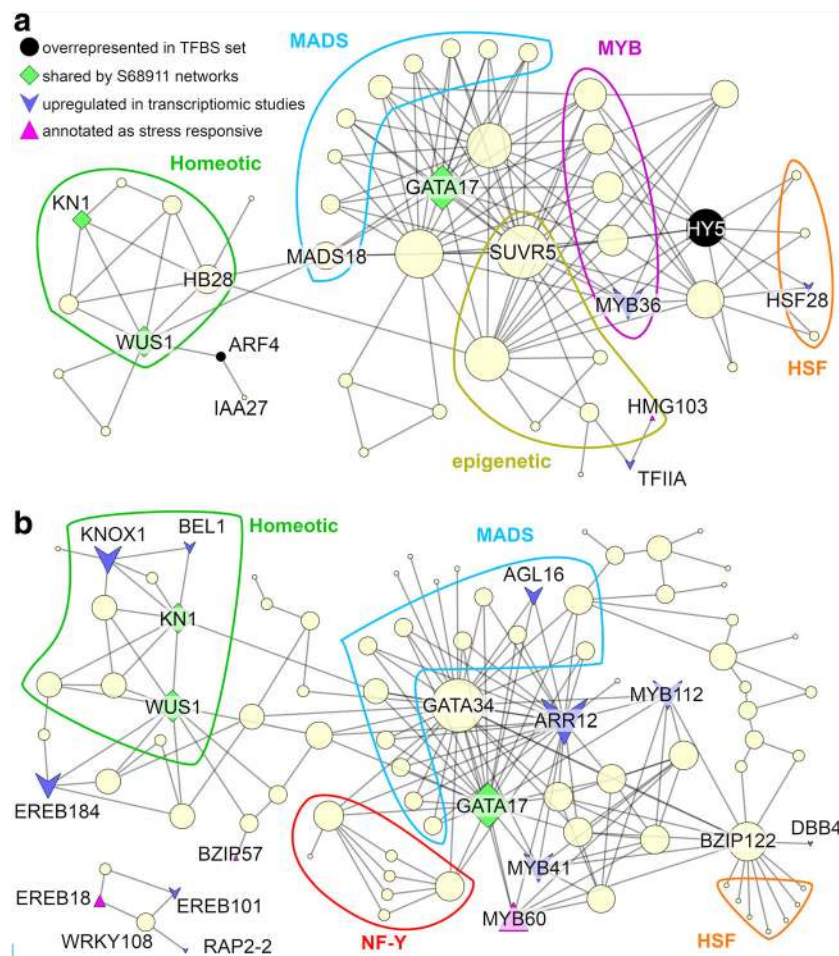 a
MADS
MYB
overrepresented in TFBS set
shared by S68911 networks
upregulated in transcriptomic studies
annotated as stress responsive
Homeotic
KN1
GATA17
HY5
MADS18
SUVR5
HB28
MYB36
HSF28
WUS1
ARF4
HSF
IAA27
HMG103
epigenetic
TFIIA
b
KNOX1
BEL1
Homeotic
MADS
AGL16
KN1
WUS1
GATA34
ARR12
MYB112
EREB184
GATA17
BZIP57
BZIP122
DBB4
MYB41
EREB18
EREB101
MYB60
WRKY108
RAP2-2
NF-Y
HSF